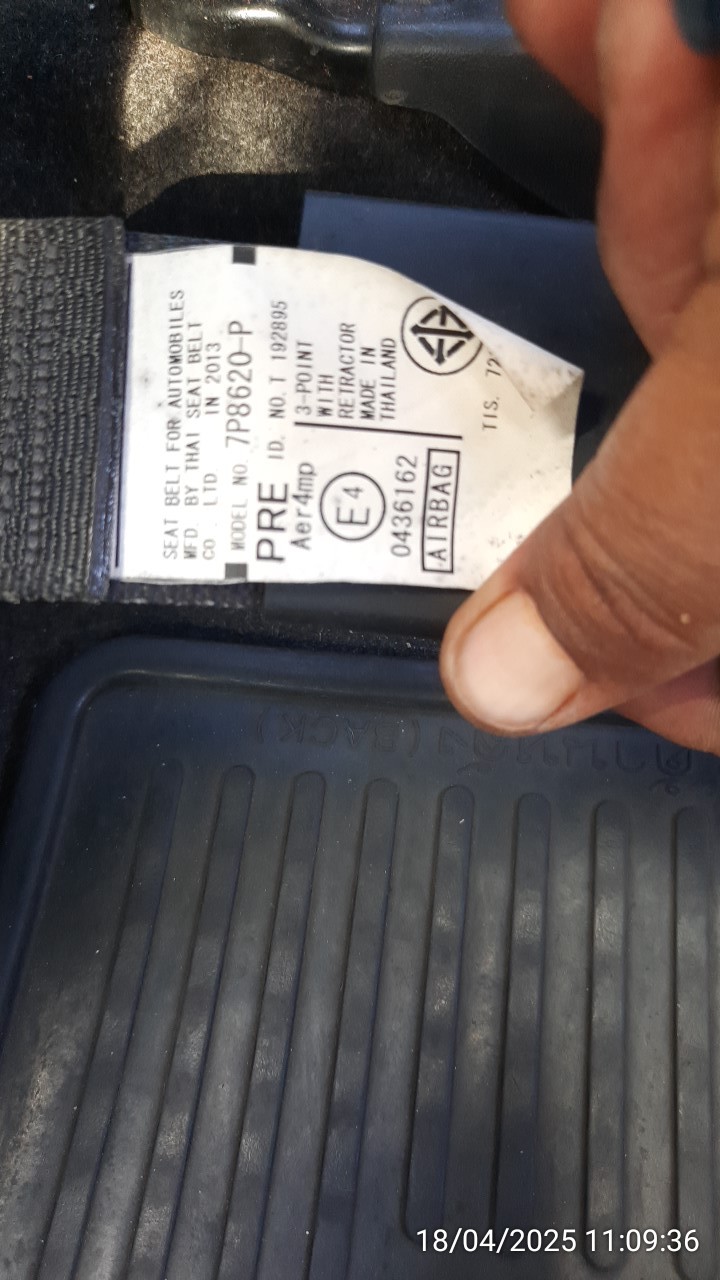 SEAT BELT FOR AUTOMOBILES
MFD. BY THAI SEAT BELT
CO., LTD. IN 2013
MODEL NO. 7P8620-P
PRE
ID. NO. T 192895
Aer4mp
3-POINT
WITH
RETRACTOR
MADE IN
THAILAND
E4
0436162
AIRBAG
TIS. 72
(BACK)
18/04/2025 11:09:36